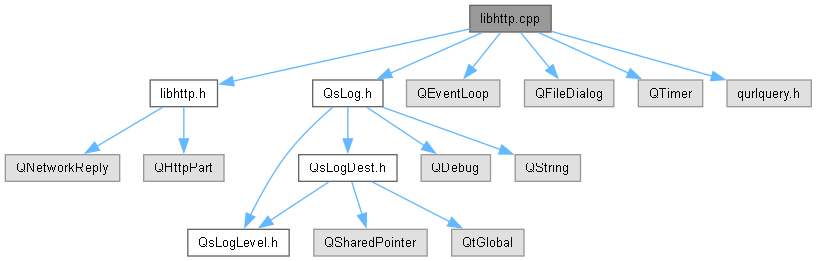 libhttp.cpp
libhttp.h
QsLog.h
QEventLoop
QFileDialog
QTimer
qurlquery.h
QNetworkReply
QHttpPart
QsLogDest.h
QDebug
QString
QsLogLevel.h
QSharedPointer
QtGlobal